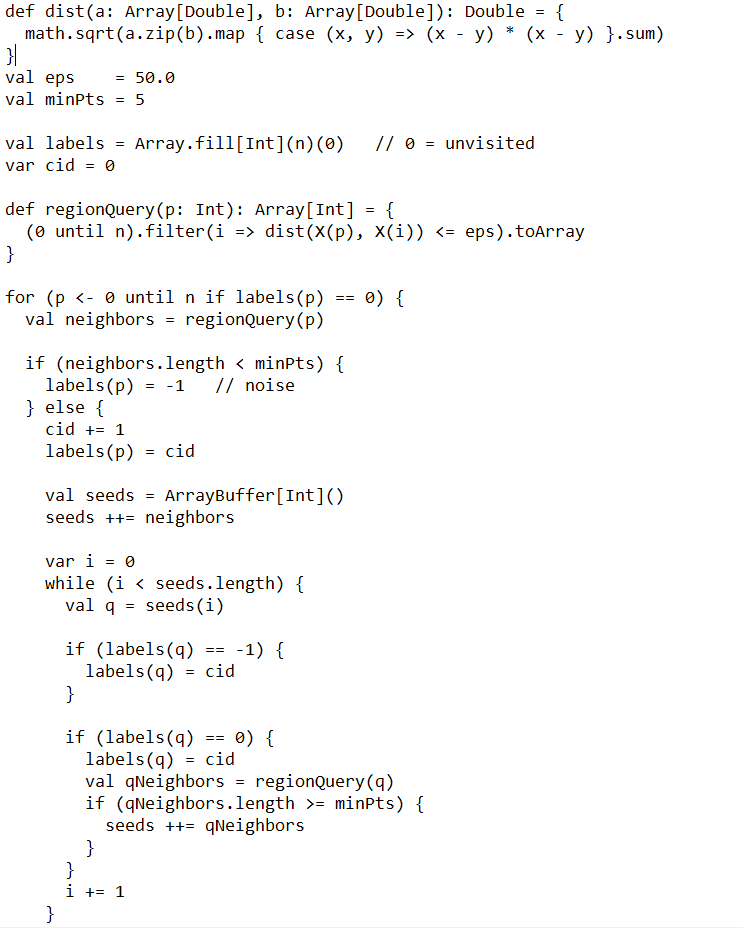 def dist(a: Array[Double], b: Array[Double]): Double = {
  math.sqrt(a.zip(b).map { case (x, y) => (x - y) * (x - y) }.sum)
}
val eps    = 50.0
val minPts = 5

val labels = Array.fill[Int](n)(0)   // 0 = unvisited
var cid = 0

def regionQuery(p: Int): Array[Int] = {
  (0 until n).filter(i => dist(X(p), X(i)) <= eps).toArray
}

for (p <- 0 until n if labels(p) == 0) {
  val neighbors = regionQuery(p)

  if (neighbors.length < minPts) {
    labels(p) = -1   // noise
  } else {
    cid += 1
    labels(p) = cid

    val seeds = ArrayBuffer[Int]()
    seeds ++= neighbors

    var i = 0
    while (i < seeds.length) {
      val q = seeds(i)

      if (labels(q) == -1) {
        labels(q) = cid
      }

      if (labels(q) == 0) {
        labels(q) = cid
        val qNeighbors = regionQuery(q)
        if (qNeighbors.length >= minPts) {
          seeds ++= qNeighbors
        }
      }
      i += 1
    }